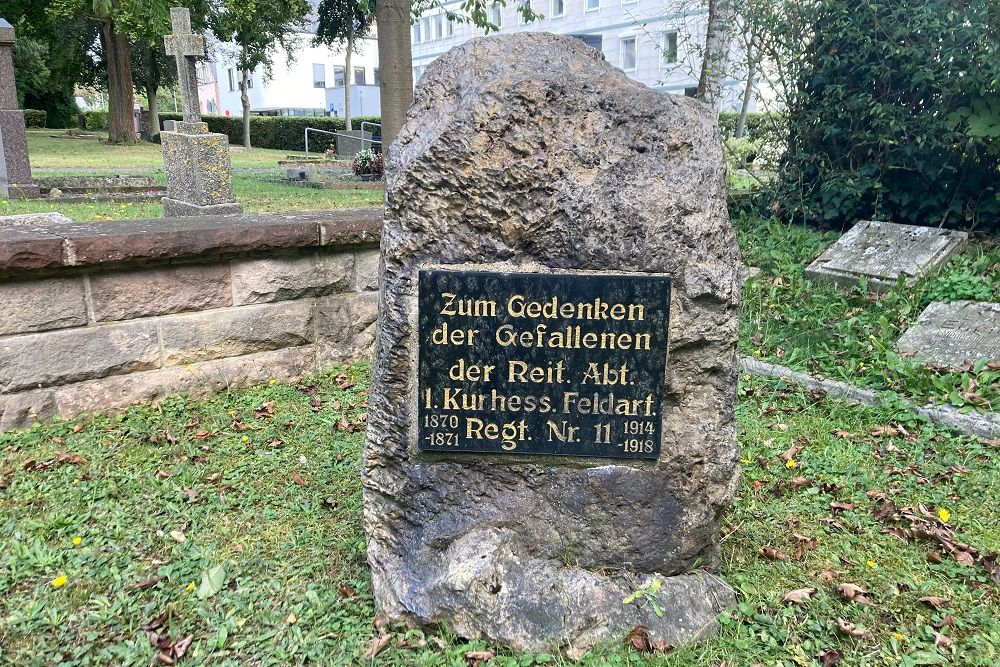 Zum Gedenken
der Gefallenen
der Reit. Abt.
1. Kurhess. Feldart.
1870 -1871 Regt. Nr. 11 1914 -1918